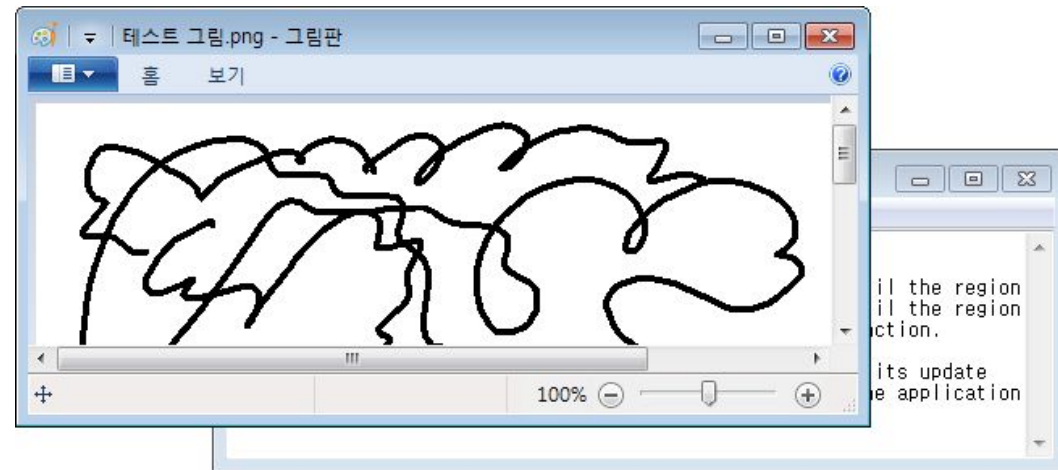 테스트 그림.png - 그림판
홈 보기
il the region
il the region
ction.
its update
e application
100%